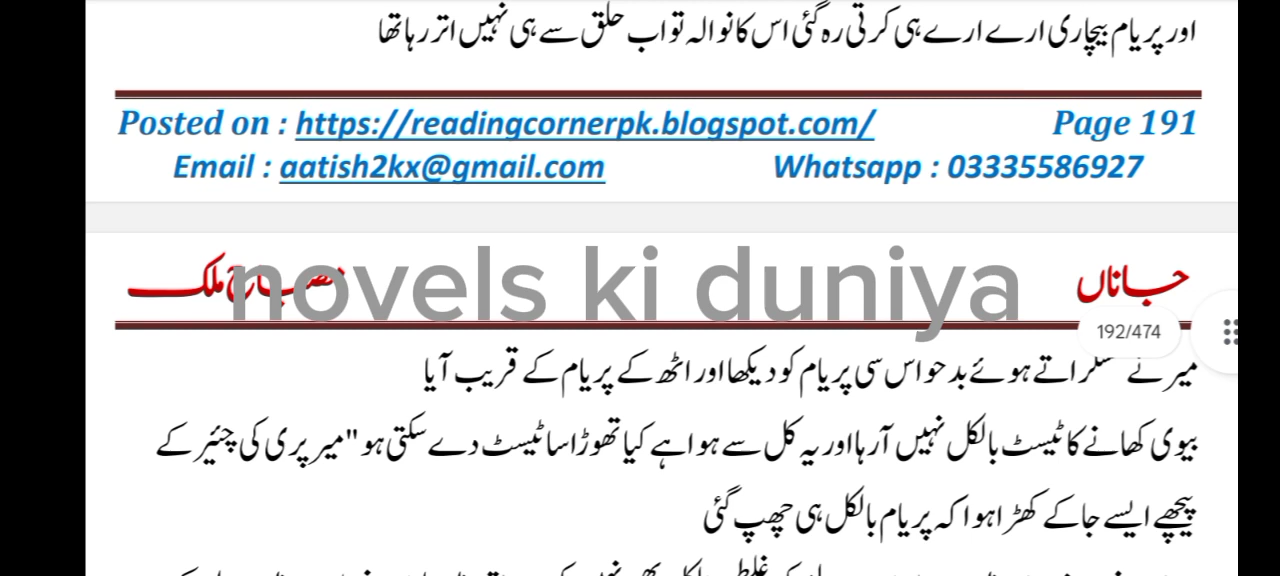 اور پریام بیچاری ارے ارے ہی کرتی رہ گئی اس کا نوالہ تو اب حلق سے ہی نہیں اتر رہا تھا
Posted on : https://readingcornerpk.blogspot.com/ Page 191
Email : aatish2kx@gmail.com Whatsapp : 03335586927
جاناں ملک
novels ki duniya
192/474
میر نے مسکراتے ہوئے بدحواس سی پریام کو دیکھا اور اٹھ کے پریام کے قریب آیا
بیوی کھانے کا ٹیسٹ بالکل نہیں آرہا اور یہ کل سے ہوا ہے کیا تھوڑا سا ٹیسٹ دے سکتی ہو "میر پری کی چئیر کے
پیچھے ایسے جا کے کھڑا ہوا کہ پریام بالکل ہی چھپ گئی